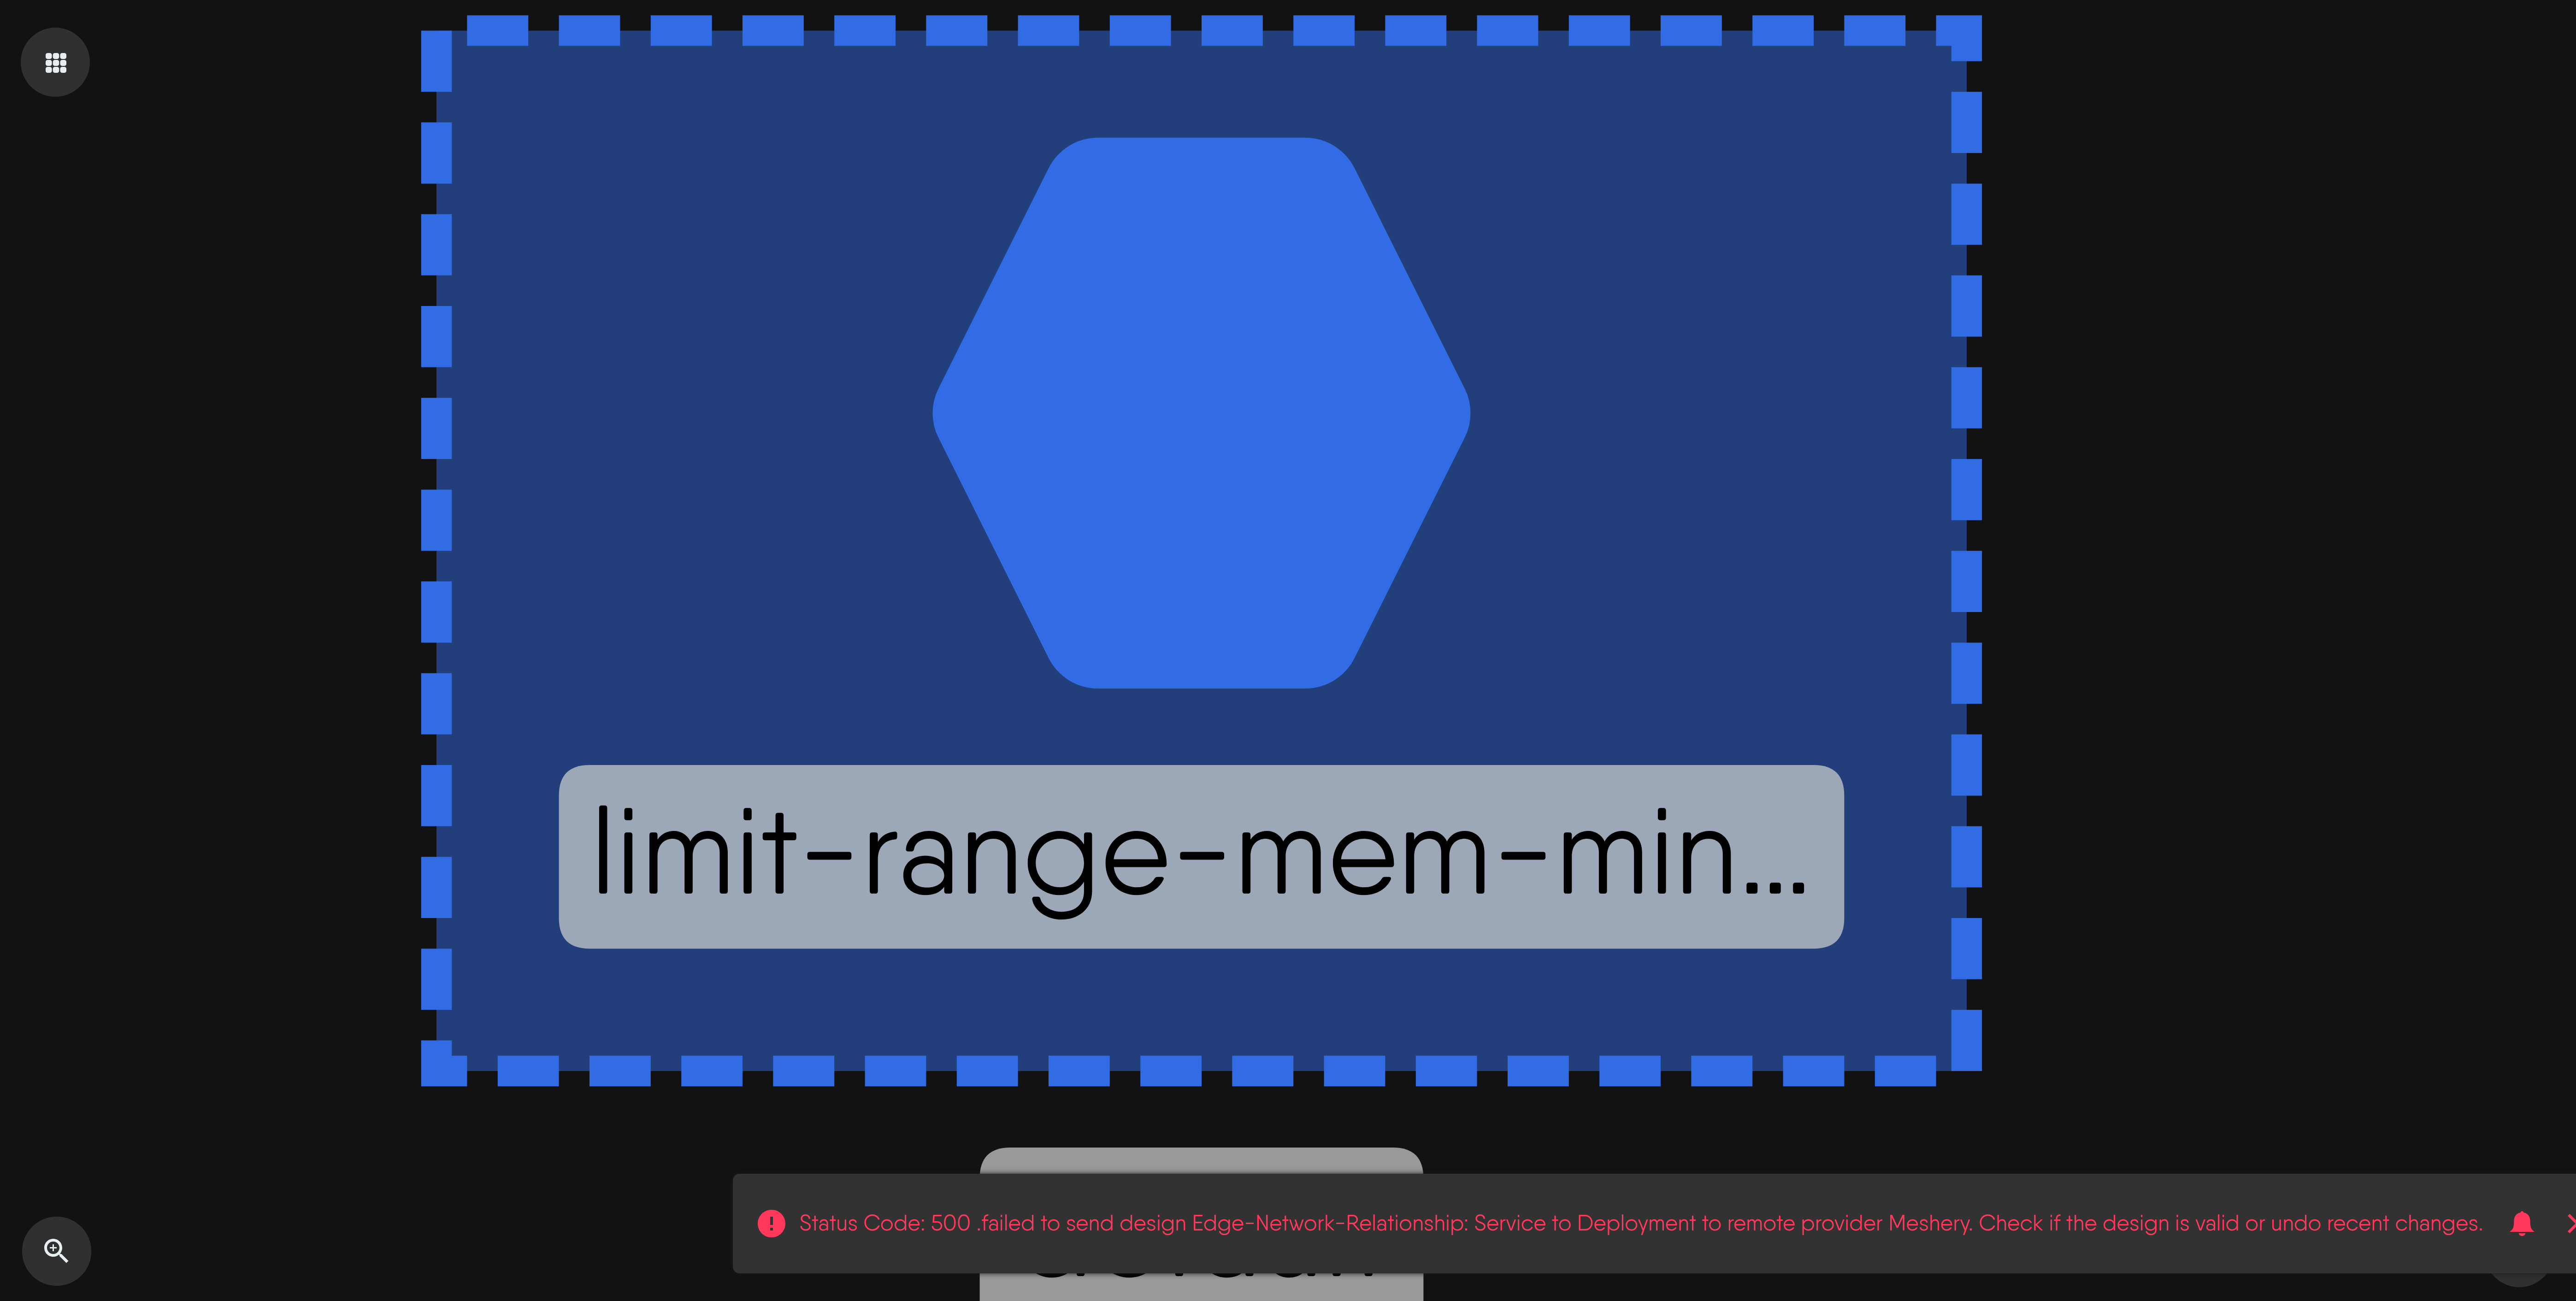 limit-range-mem-min...
Status Code: 500 .failed to send design Edge-Network-Relationship: Service to Deployment to remote provider Meshery. Check if the design is valid or undo recent changes.